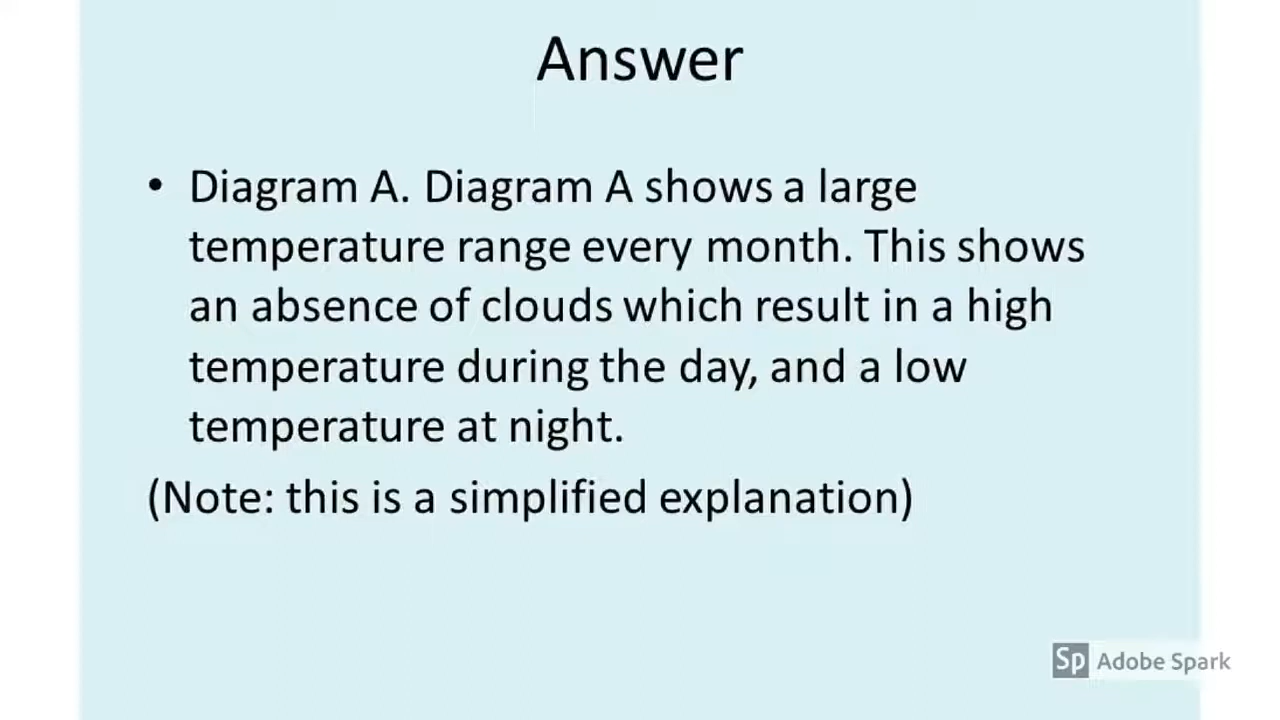 Answer
• Diagram A. Diagram A shows a large
temperature range every month. This shows
an absence of clouds which result in a high
temperature during the day, and a low
temperature at night.
(Note: this is a simplified explanation)
Sp Adobe Spark